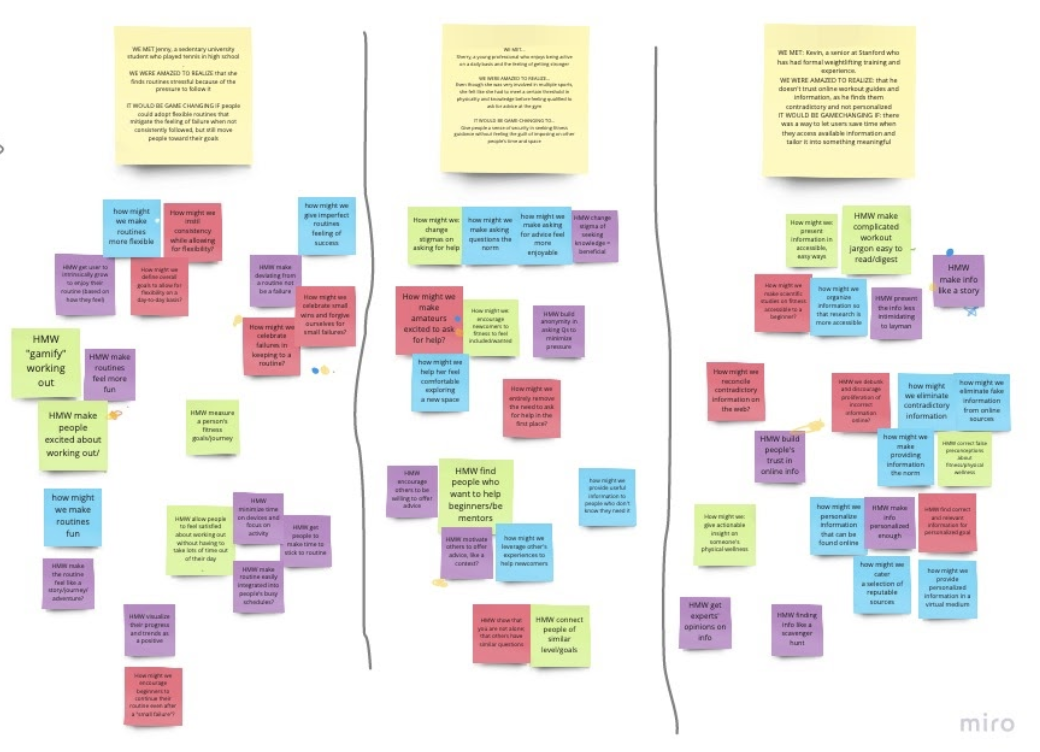 WE MET Jenny, a sedentary university
student who played tennis in high school
.
WE WERE AMAZED TO REALIZE that she
finds routines stressful because of the
pressure to follow it
IT WOULD BE GAME CHANGING IF people
could adopt flexible routines that
mitigate the feeling of failure when not
consistently followed, but still move
people toward their goals
how might
we make
routines
more flexible
How might we
instil
consistency
while allowing
for flexibility?
how might we
give imperfect
routines
feeling of
success
HMW get user to
intrinsically grow
to enjoy their
routine (based on
how they feel)
How might we
define overall
goals to allow for
flexibility on a
day-to-day basis?
HMW make
deviating from
a routine not
be a failure
How might we
celebrate small
wins and forgive
ourselves for
small failures?
How might we
celebrate
failures in
keeping to a
routine?
HMW
"gamify"
working
out
HMW make
routines
feel more
fun
HMW make
people
excited about
working out/
HMW measure
a person's
fitness
goals/journey
how might
we make
routines
fun
HMW allow people
to feel satisfied
about working out
without having to
take lots of time out
of their day
.
HMW
minimize time
on devices and
focus on
activity
HMW get
people to
make time to
stick to routine
HMW make
the routine
feel like a
story/journey/
adventure?
HMW make
routine easily
integrated into
people's busy
schedules?
HMW visualize
their progress
and trends as
a positive
How might we
encourage
beginners to
continue their
routine even after
a "small failure"?
WE MET...
Sherry, a young professional who enjoys being active
on a daily basis and the feeling of getting stronger
WE WERE AMAZED TO REALIZE...
Even though she was very involved in multiple sports,
she felt like she had to meet a certain threshold in
physicality and knowledge before feeling qualified to
ask for advice at the gym
IT WOULD BE GAME CHANGING TO...
Give people a sense of security in seeking fitness
guidance without feeling the guilt of imposing on other
people's time and space
How might we
change
stigmas on
asking for help
how might we
make asking
questions the
norm
how might we
make asking
for advice feel
more
enjoyable
HMW change
stigma of
seeking
knowledge =
beneficial
How might we
make
amateurs
excited to ask
for help?
How might we
encourage
newcomers to
fitness to feel
included/wanted
HMW build
anonymity in
asking Qs to
minimize
pressure
how might we
help her feel
comfortable
exploring
a new space
How might we
entirely remove
the need to ask
for help in the
first place?
HMW
encourage
others to be
willing to offer
advice
HMW find
people who
want to help
beginners/be
mentors
how might we
provide useful
information to
people who don't
know they need it
HMW motivate
others to offer
advice, like a
contest?
how might we
leverage other's
experiences to
help newcomers
HMW show that
you are not alone;
that others have
similar questions
HMW connect
people of
similar
level/goals
WE MET: Kevin, a senior at Stanford who
has had formal weightlifting training and
experience.
WE WERE AMAZED TO REALIZE: that he
doesn't trust online workout guides and
information, as he finds them
contradictory and not personalized
IT WOULD BE GAMECHANGING IF: there
was a way to let users save time when
they access available information and
tailor it into something meaningful
How might we:
present
information in
accessible,
easy ways
HMW make
complicated
workout
jargon easy to
read/digest
HMW
make info
like a story
How might we
make scientific
studies on fitness
accessible to a
beginner?
how might we
organize
information so
that research is
more accessible
HMW present
the info less
intimidating
to layman
How might we
reconcile
contradictory
information on
the web?
HMW we debunk
and discourage
proliferation of
incorrect
information
online?
how might
we eliminate
contradictory
information
how might we
eliminate fake
information
from online
sources
HMW build
people's
trust in
online info
how might we
make
providing
information
the norm
HMW correct false
preconceptions
about
fitness/physical
wellness
How might we:
give actionable
insight on
someone's
physical wellness
how might we
personalize
information
that can be
found online
HMW make
info
personalized
enough
HMW find correct
and relevant
information for
personalized goal
how might we
cater
a selection of
reputable
sources
how might we
provide
personalized
information in a
virtual medium
HMW get
experts'
opinions on
info
HMW finding
info like a
scavenger
hunt
miro